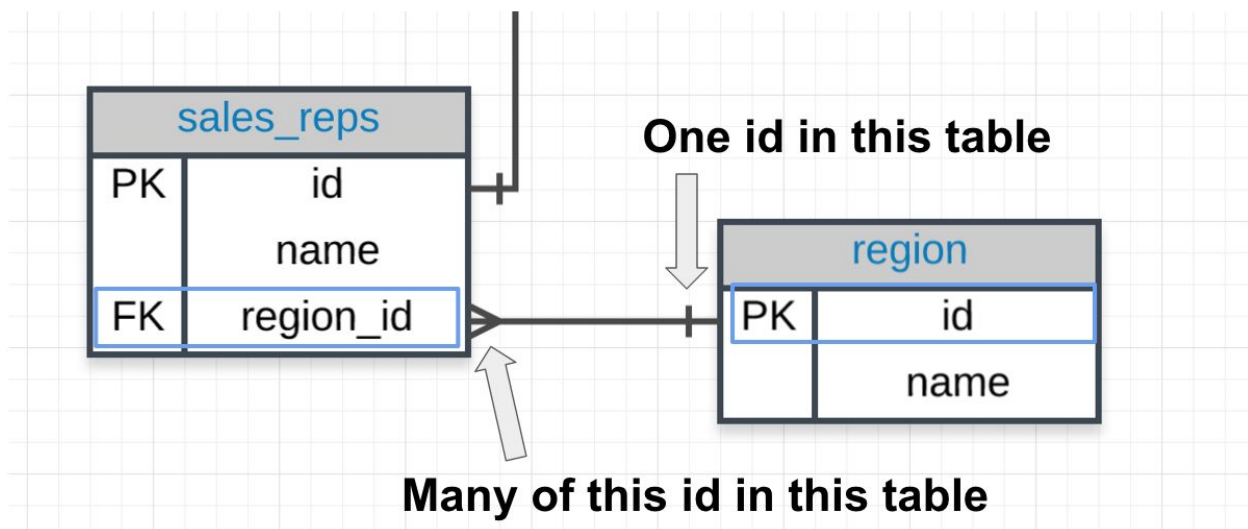 sales_reps
PK id
name
FK region_id
One id in this table
region
PK id
name
Many of this id in this table